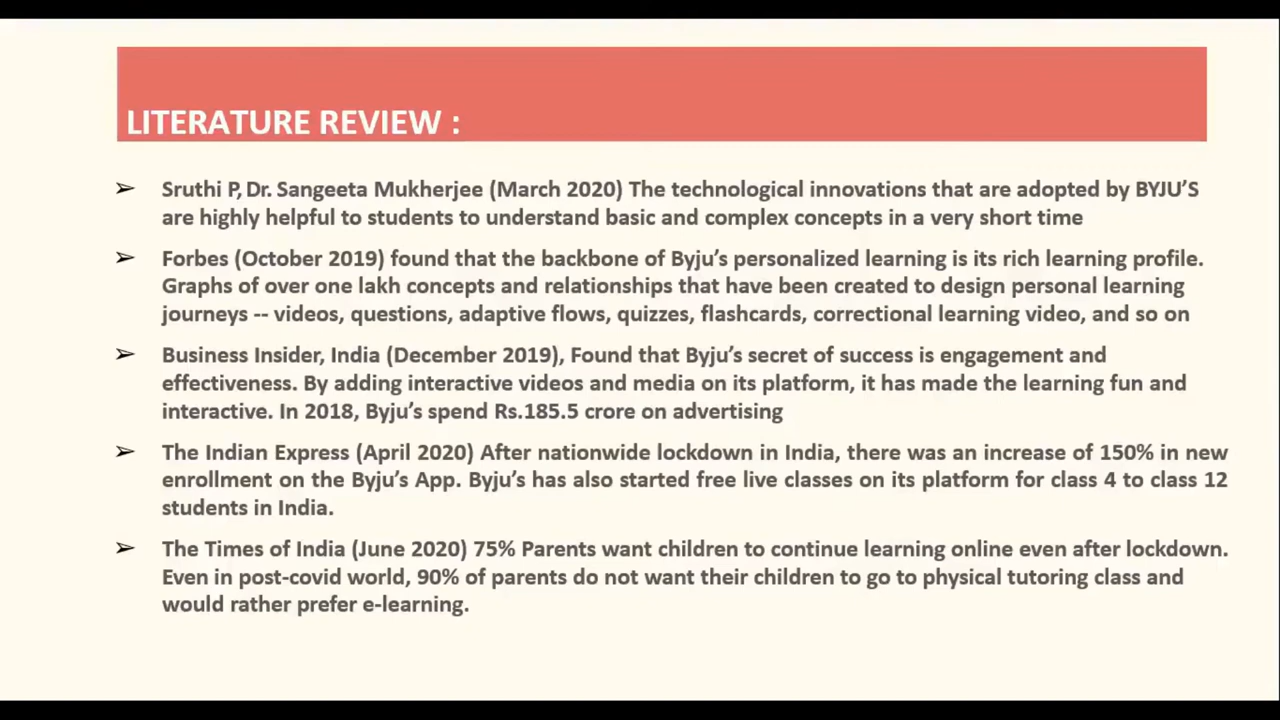 LITERATURE REVIEW :
➢ Sruthi P, Dr. Sangeeta Mukherjee (March 2020) The technological innovations that are adopted by BYJU’S
are highly helpful to students to understand basic and complex concepts in a very short time
➢ Forbes (October 2019) found that the backbone of Byju’s personalized learning is its rich learning profile.
Graphs of over one lakh concepts and relationships that have been created to design personal learning
journeys -- videos, questions, adaptive flows, quizzes, flashcards, correctional learning video, and so on
➢ Business Insider, India (December 2019), Found that Byju’s secret of success is engagement and
effectiveness. By adding interactive videos and media on its platform, it has made the learning fun and
interactive. In 2018, Byju’s spend Rs.185.5 crore on advertising
➢ The Indian Express (April 2020) After nationwide lockdown in India, there was an increase of 150% in new
enrollment on the Byju’s App. Byju’s has also started free live classes on its platform for class 4 to class 12
students in India.
➢ The Times of India (June 2020) 75% Parents want children to continue learning online even after lockdown.
Even in post-covid world, 90% of parents do not want their children to go to physical tutoring class and
would rather prefer e-learning.